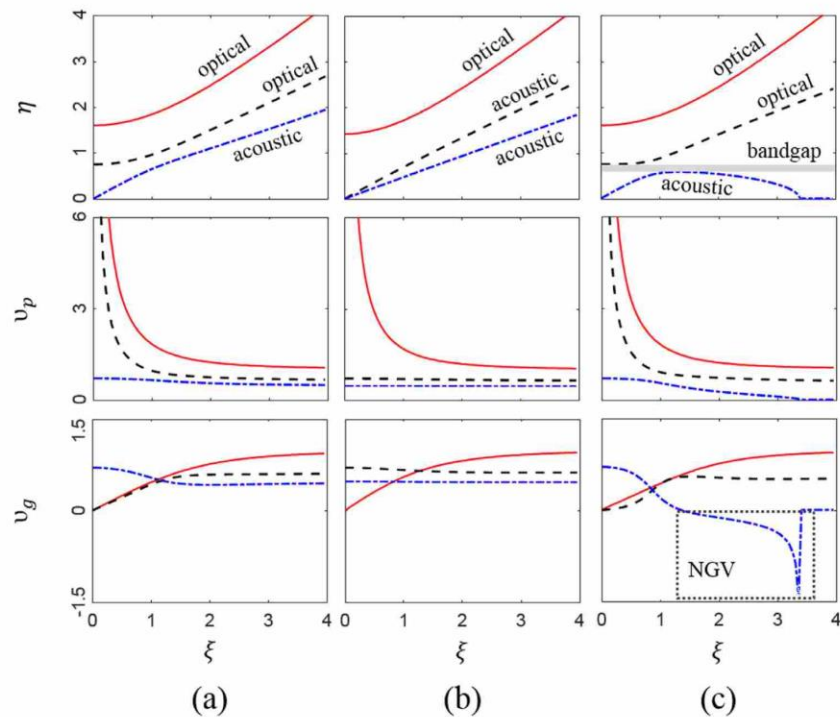 4
3
2
1
0
η
optical
optical
acoustic
optical
acoustic
acoustic
optical
optical
bandgap
acoustic
6
3
0
υp
1.5
0
-1.5
υg
NGV
0 1 2 3 4
0 1 2 3 4
0 1 2 3 4
ξ ξ ξ
(a) (b) (c)